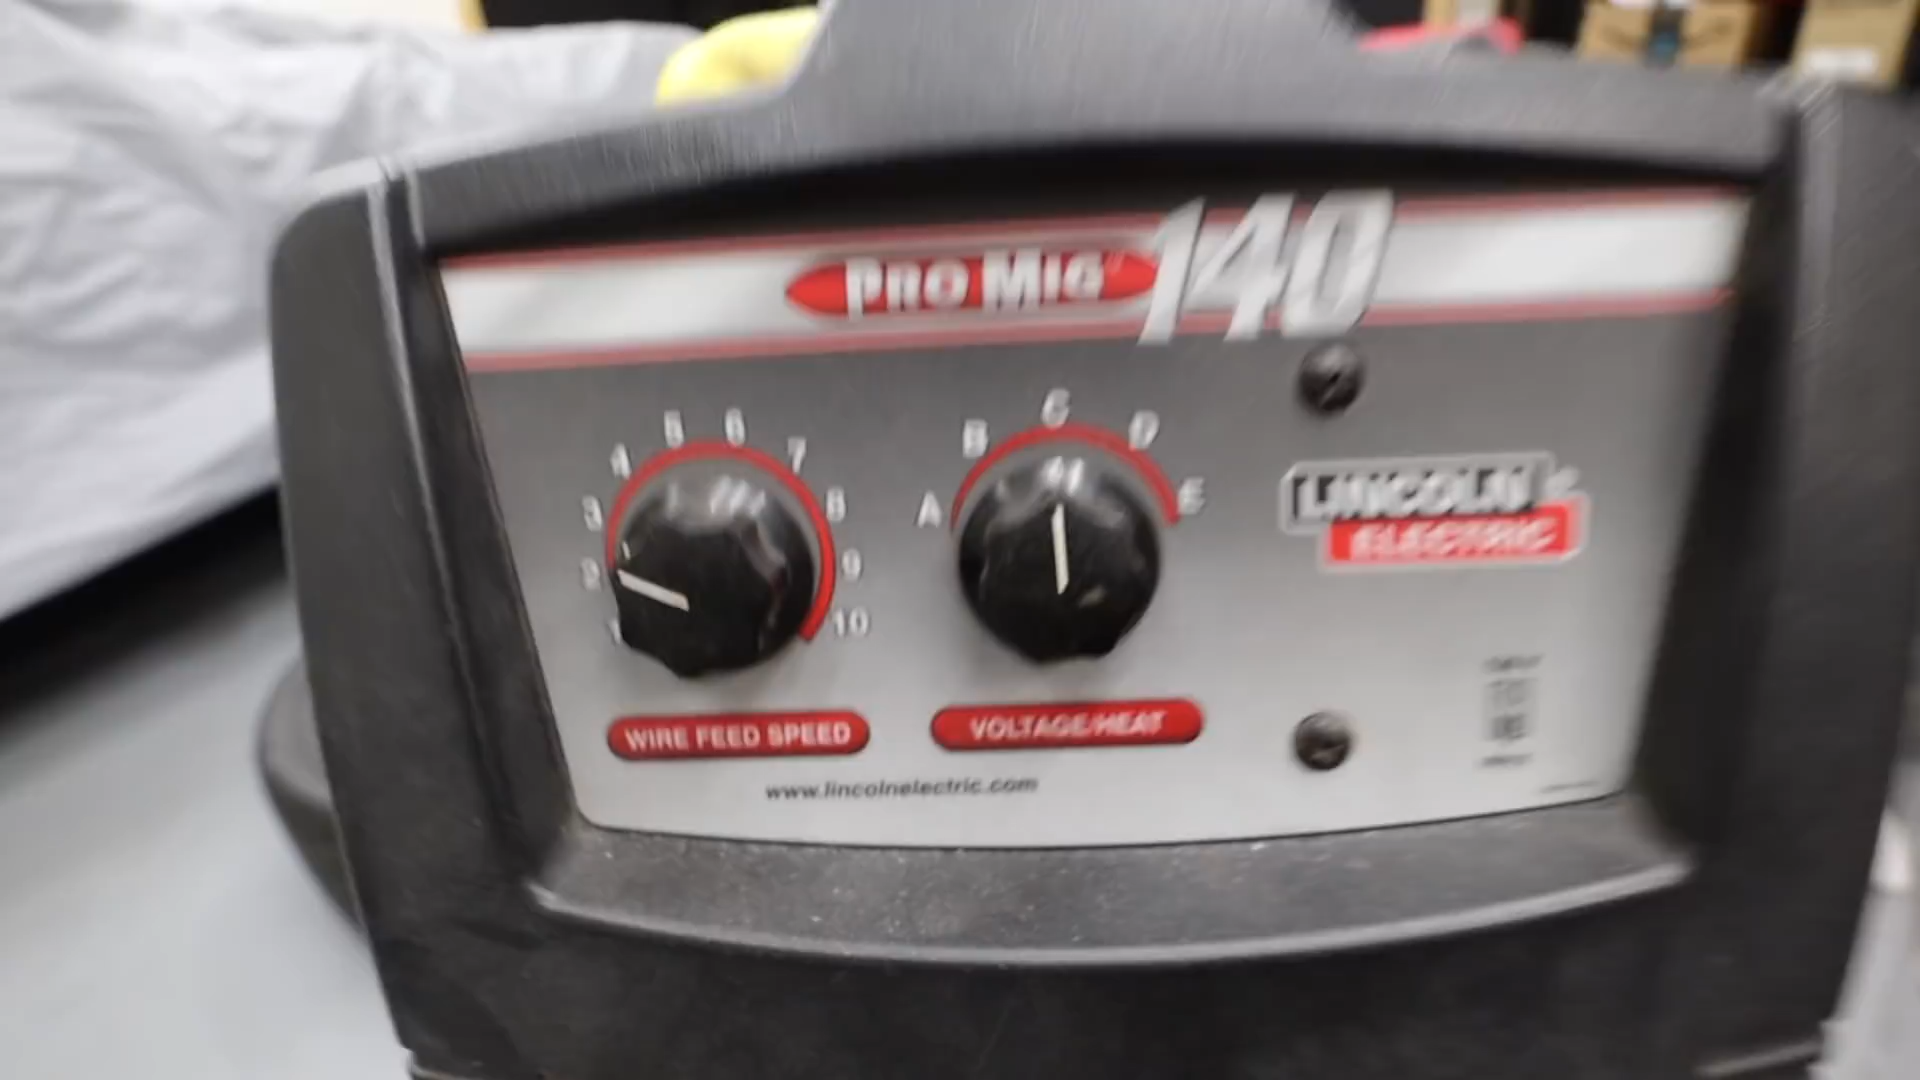 PRO MIG 140
5 6
4 7
3 8
2 9
1 10
C
B D
A E
LINCOLN
ELECTRIC
WIRE FEED SPEED
VOLTAGE/HEAT
www.lincolnelectric.com